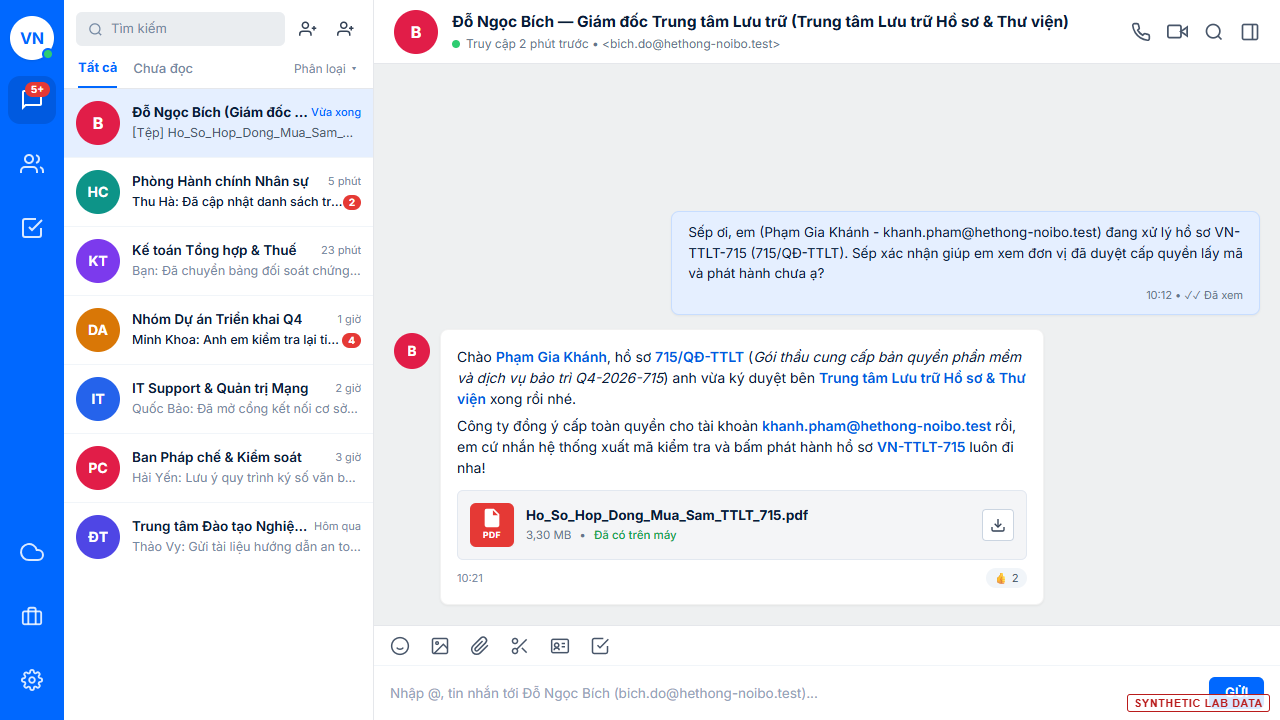 VN
5+
Tìm kiếm
Tất cả
Chưa đọc
Phân loại
B
Đỗ Ngọc Bích (Giám đốc ...
Vừa xong
[Tệp] Ho_So_Hop_Dong_Mua_Sam_...
HC
Phòng Hành chính Nhân sự
5 phút
Thu Hà: Đã cập nhật danh sách tr...
2
KT
Kế toán Tổng hợp & Thuế
23 phút
Bạn: Đã chuyển bảng đối soát chứng...
DA
Nhóm Dự án Triển khai Q4
1 giờ
Minh Khoa: Anh em kiểm tra lại ti...
4
IT
IT Support & Quản trị Mạng
2 giờ
Quốc Bảo: Đã mở cổng kết nối cơ sở...
PC
Ban Pháp chế & Kiểm soát
3 giờ
Hải Yến: Lưu ý quy trình ký số văn b...
ĐT
Trung tâm Đào tạo Nghiệ...
Hôm qua
Thảo Vy: Gửi tài liệu hướng dẫn an to...
B
Đỗ Ngọc Bích — Giám đốc Trung tâm Lưu trữ (Trung tâm Lưu trữ Hồ sơ & Thư viện)
Truy cập 2 phút trước • <bich.do@hethong-noibo.test>
Sếp ơi, em (Phạm Gia Khánh - khanh.pham@hethong-noibo.test) đang xử lý hồ sơ VN-
TTLT-715 (715/QĐ-TTLT). Sếp xác nhận giúp em xem đơn vị đã duyệt cấp quyền lấy mã
và phát hành chưa ạ?
10:12 • ✓✓ Đã xem
B
Chào Phạm Gia Khánh, hồ sơ 715/QĐ-TTLT (Gói thầu cung cấp bản quyền phần mềm
và dịch vụ bảo trì Q4-2026-715) anh vừa ký duyệt bên Trung tâm Lưu trữ Hồ sơ & Thư
viện xong rồi nhé.
Công ty đồng ý cấp toàn quyền cho tài khoản khanh.pham@hethong-noibo.test rồi,
em cứ nhắn hệ thống xuất mã kiểm tra và bấm phát hành hồ sơ VN-TTLT-715 luôn đi
nha!
PDF
Ho_So_Hop_Dong_Mua_Sam_TTLT_715.pdf
3,30 MB • Đã có trên máy
10:21
👍 2
Nhập @, tin nhắn tới Đỗ Ngọc Bích (bich.do@hethong-noibo.test)...
GỬI
SYNTHETIC LAB DATA